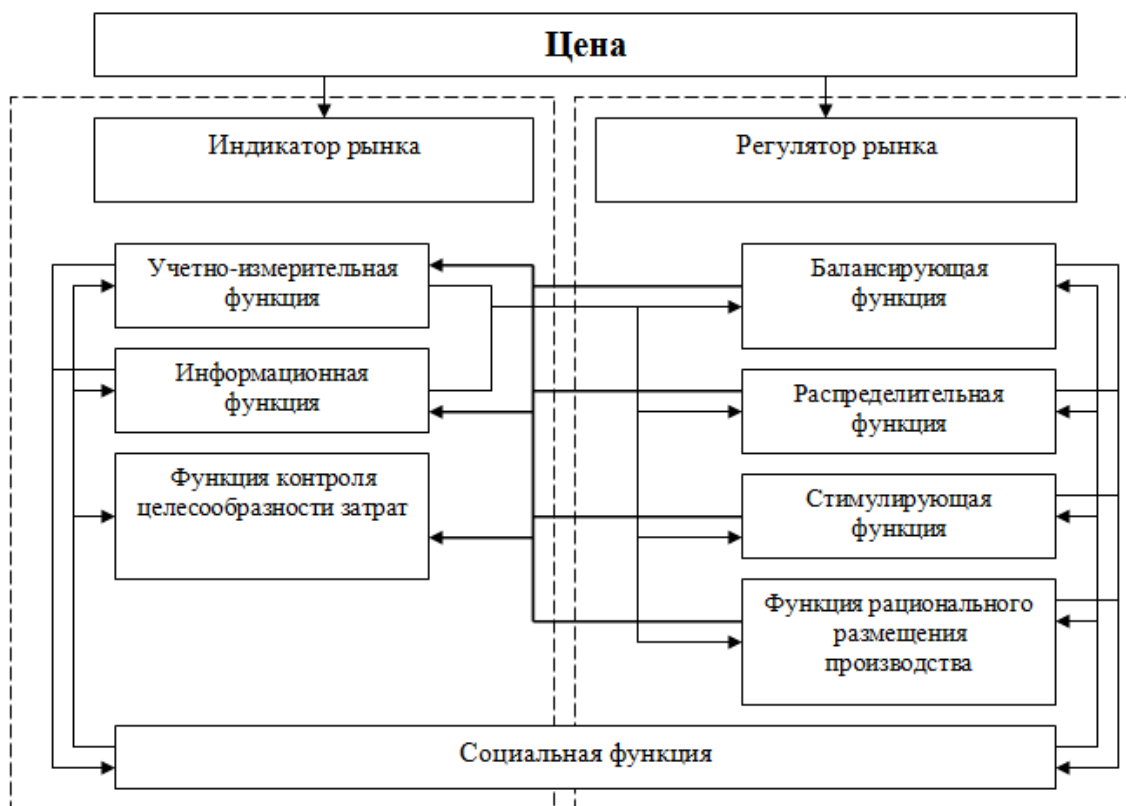 Цена
Индикатор рынка
Регулятор рынка
Учетно-измерительная
функция
Информационная
функция
Функция контроля
целесообразности затрат
Балансирующая
функция
Распределительная
функция
Стимулирующая
функция
Функция рационального
размещения
производства
Социальная функция